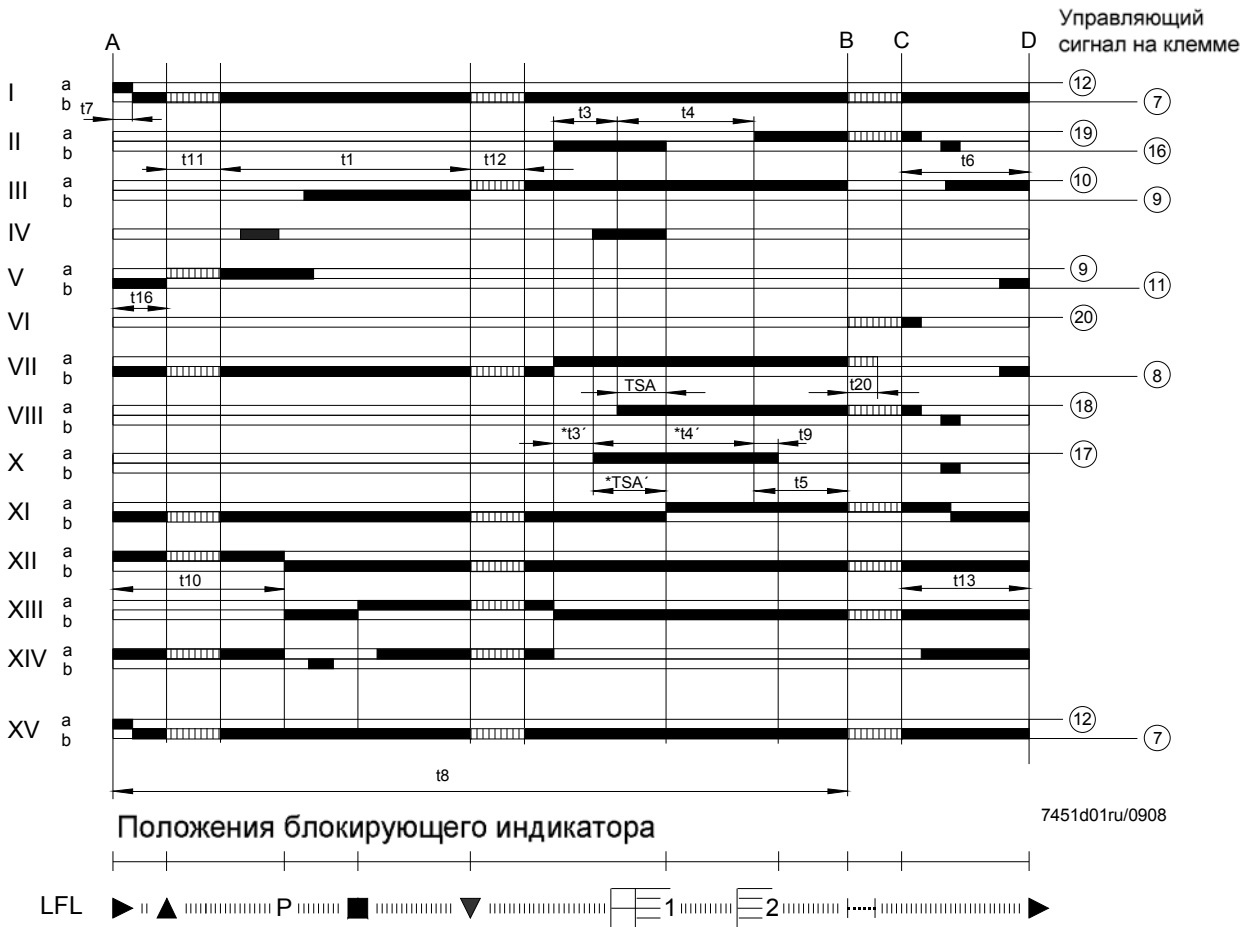 Управляющий
сигнал на клемме
A B C D
I a 12
b 7
t7 t3 t4
II a 19
b 16
t11 t1 t12 t6
III a 10
b 9
IV
V a 9
b 11
t16
VI 20
VII a
b 8
TSA t20
VIII a 18
b
*t3´ *t4´ t9
X a 17
b
*TSA´ t5
XI a
b
XII a
b
t10 t13
XIII a
b
XIV a
b
XV a 12
b 7
t8
Положения блокирующего индикатора
7451d01ru/0908
LFL P 1 2